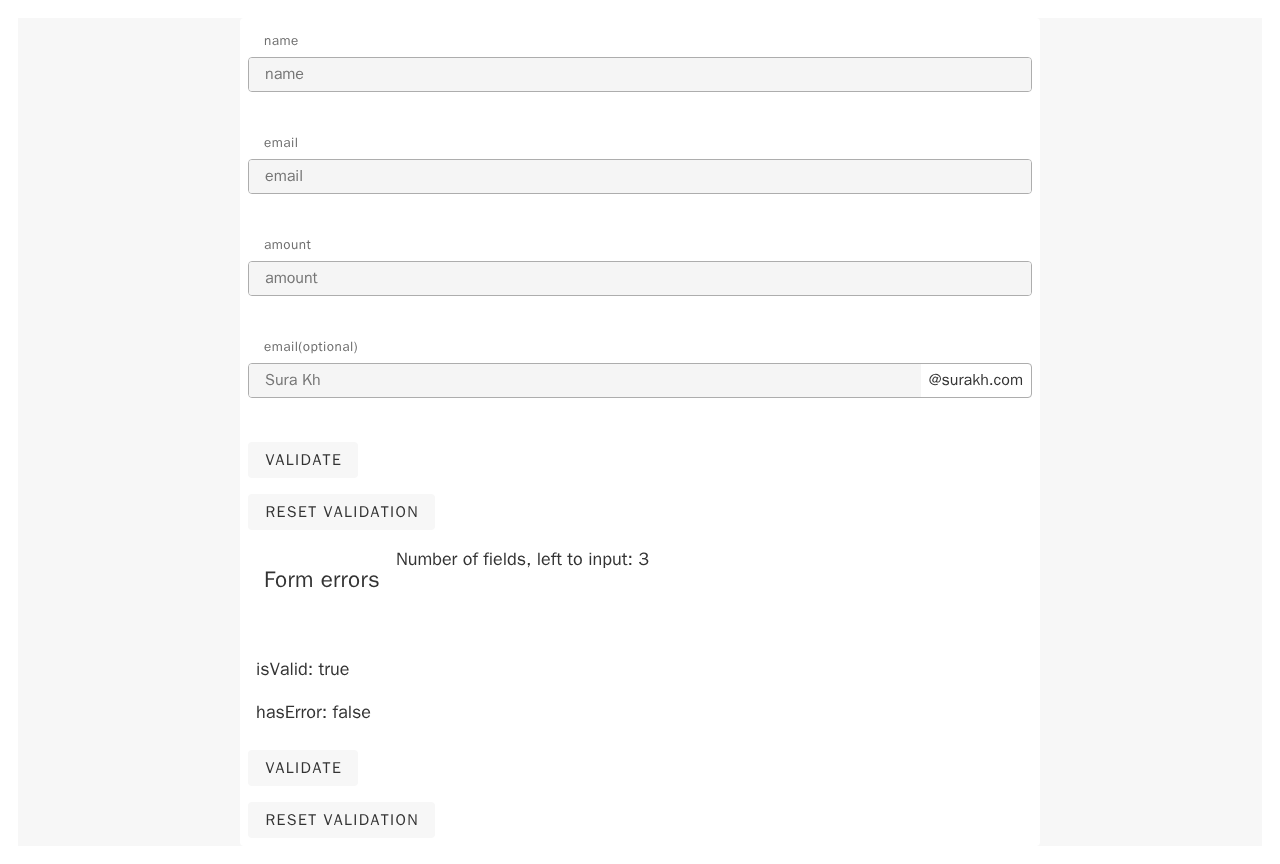 name
name
email
email
amount
amount
email(optional)
Sura Kh @surakh.com
VALIDATE
RESET VALIDATION
Number of fields, left to input: 3
Form errors
isValid: true
hasError: false
VALIDATE
RESET VALIDATION